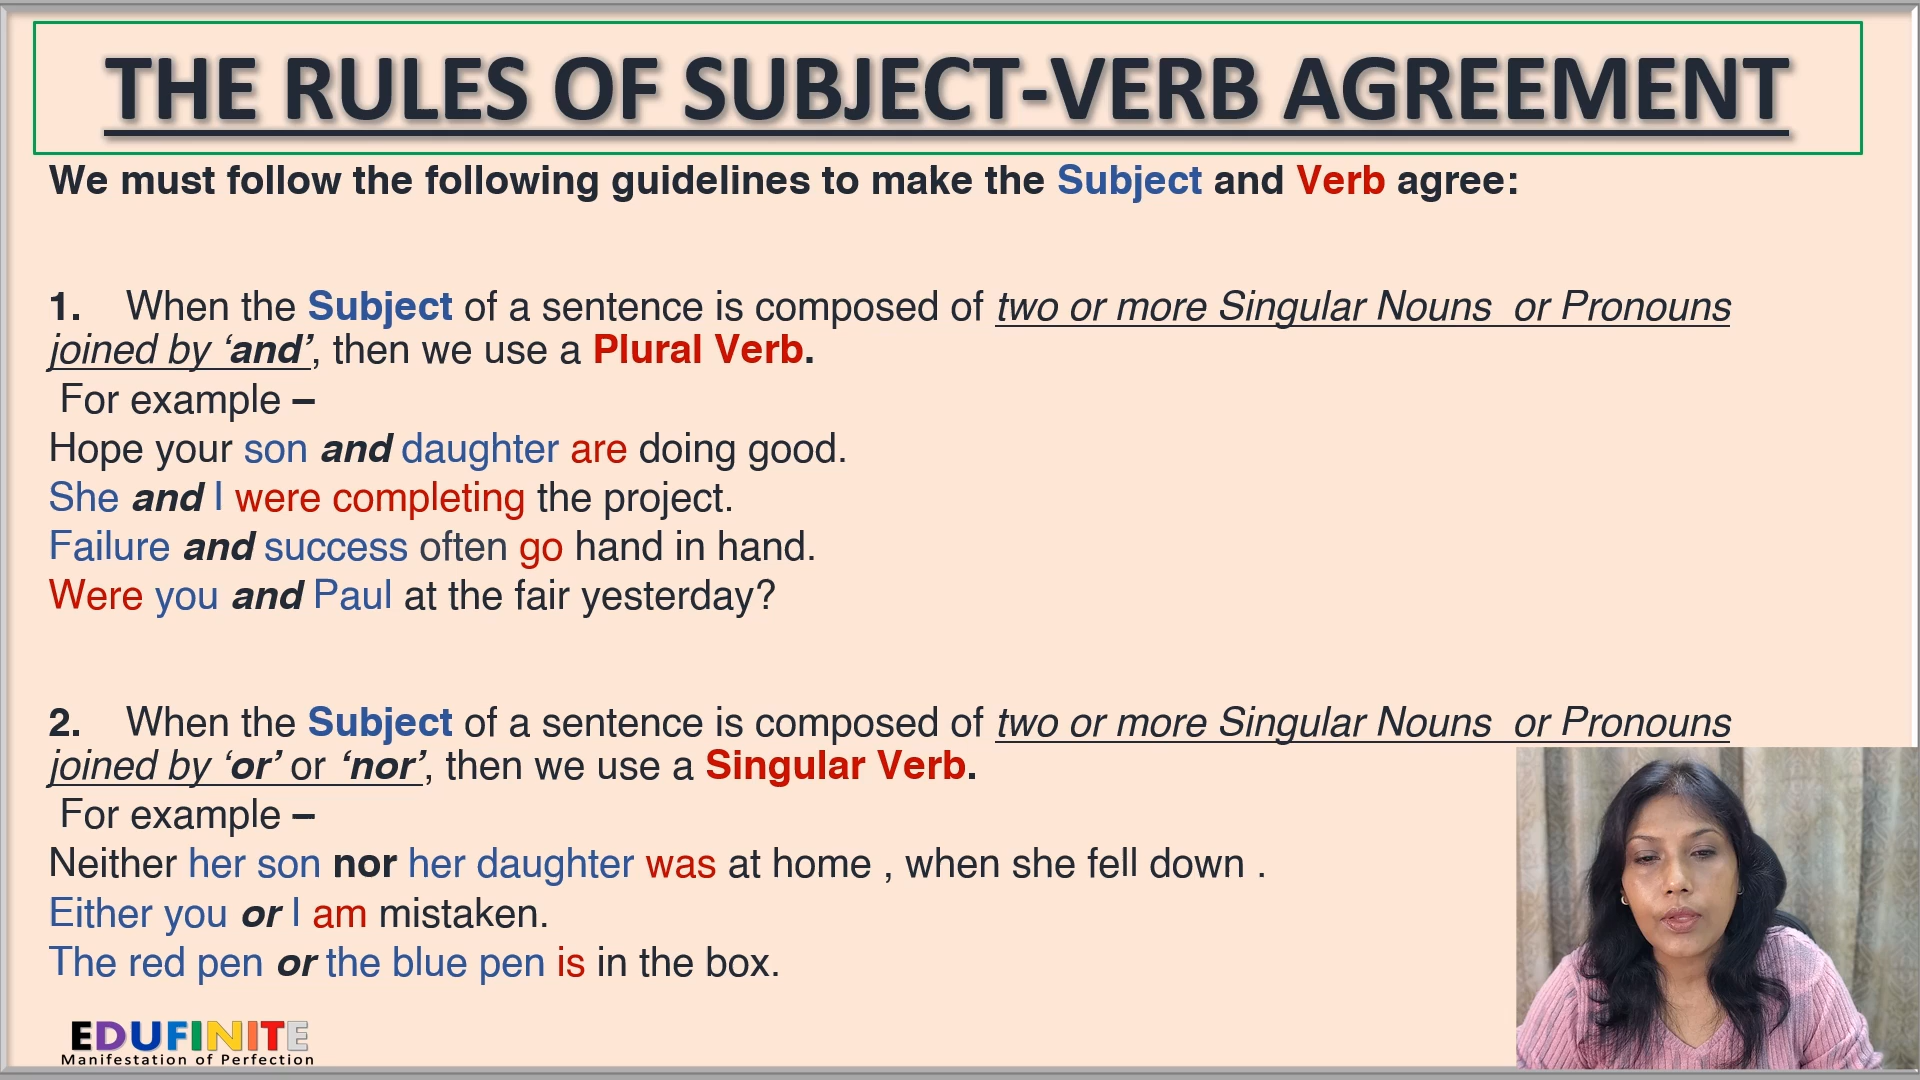 THE RULES OF SUBJECT-VERB AGREEMENT
We must follow the following guidelines to make the Subject and Verb agree:
1. When the Subject of a sentence is composed of two or more Singular Nouns or Pronouns
joined by ‘and’, then we use a Plural Verb.
For example –
Hope your son and daughter are doing good.
She and I were completing the project.
Failure and success often go hand in hand.
Were you and Paul at the fair yesterday?
2. When the Subject of a sentence is composed of two or more Singular Nouns or Pronouns
joined by ‘or’ or ‘nor’, then we use a Singular Verb.
For example –
Neither her son nor her daughter was at home , when she fell down .
Either you or I am mistaken.
The red pen or the blue pen is in the box.
EDUFINITE
Manifestation of Perfection